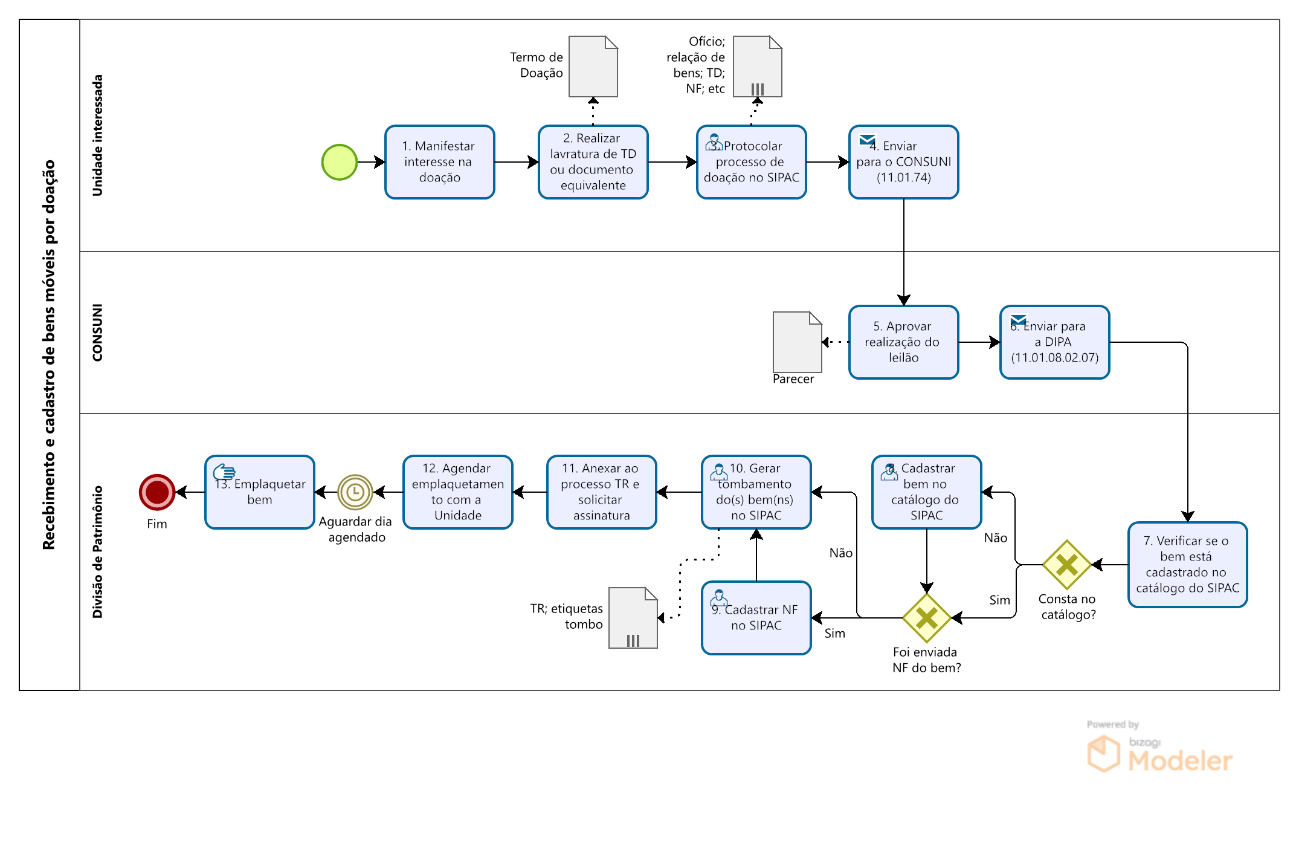 Recebimento e cadastro de bens móveis por doação
Unidade interessada
Termo de
Doação
Ofício;
relação de
bens; TD;
NF; etc
1. Manifestar
interesse na
doação
2. Realizar
lavratura de TD
ou documento
equivalente
3. Protocolar
processo de
doação no SIPAC
4. Enviar
para o CONSUNI
(11.01.74)
CONSUNI
Parecer
5. Aprovar
realização do
leilão
6. Enviar para
a DIPA
(11.01.08.02.07)
Divisão de Patrimônio
Fim
13. Emplaquetar
bem
Aguardar dia
agendado
12. Agendar
emplaquetamen
to com a
Unidade
11. Anexar ao
processo TR e
solicitar
assinatura
10. Gerar
tombamento
do(s) bem(ns)
no SIPAC
TR; etiquetas
tombo
9. Cadastrar NF
no SIPAC
Não
Sim
Cadastrar
bem no
catálogo do
SIPAC
Foi enviada
NF do bem?
Não
Sim
Consta no
catálogo?
7. Verificar se o
bem está
cadastrado no
catálogo do SIPAC
Powered by
bizagi
Modeler